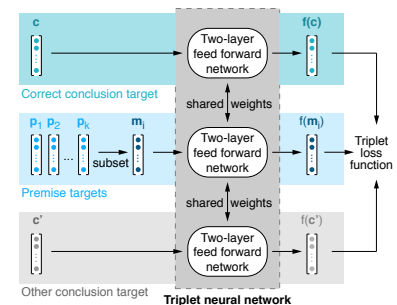 c
f(c)
Two-layer
feed forward
network
Correct conclusion target
shared weights
p1 p2 pk
mi
f(mi)
...
subset
Two-layer
feed forward
network
Triplet
loss
function
Premise targets
shared weights
c'
f(c')
Two-layer
feed forward
network
Other conclusion target
Triplet neural network